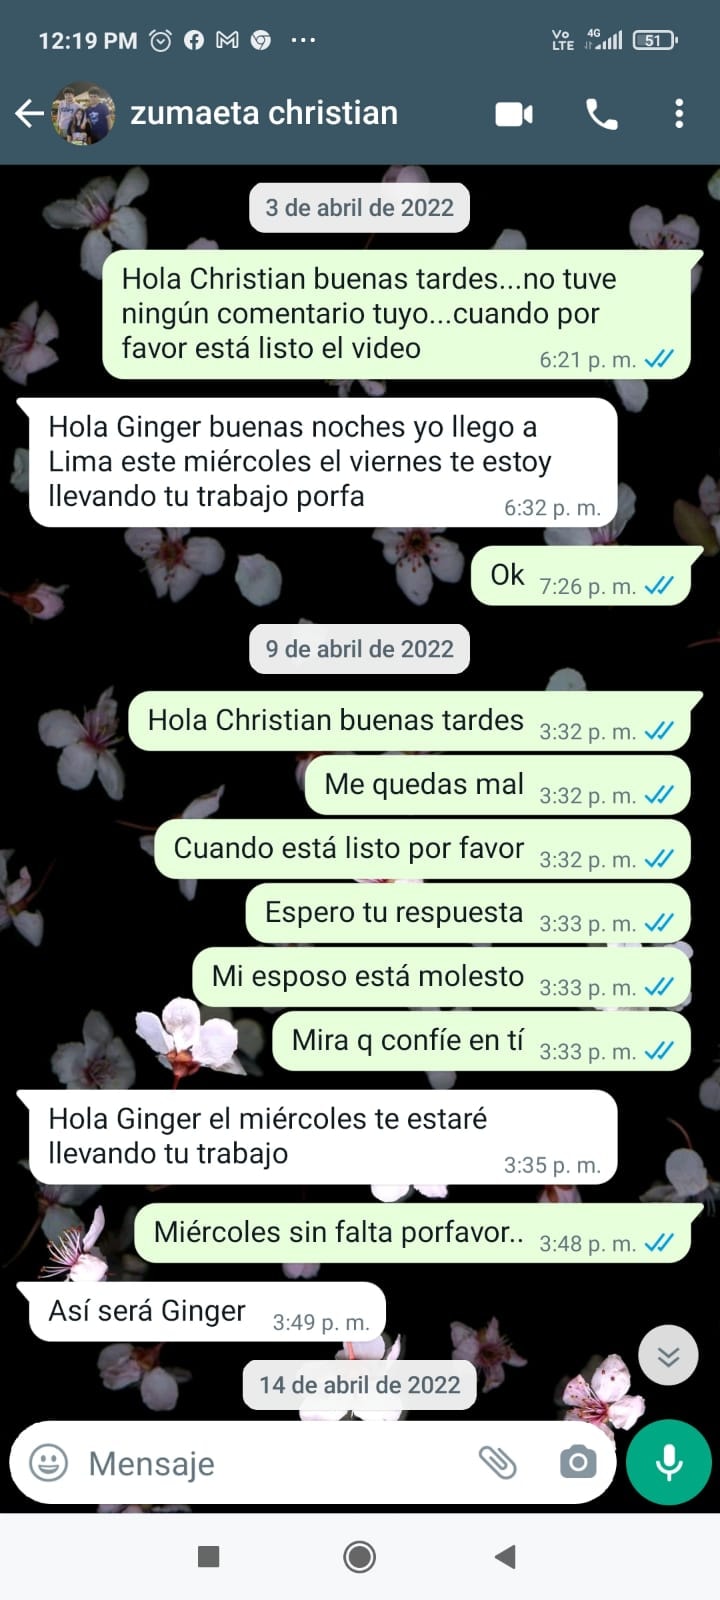 12:19 PM
Vo LTE 4G 51
zumaeta christian
3 de abril de 2022
Hola Christian buenas tardes...no tuve
ningún comentario tuyo...cuando por
favor está listo el video
6:21 p. m.
Hola Ginger buenas noches yo llego a
Lima este miércoles el viernes te estoy
llevando tu trabajo porfa
6:32 p. m.
Ok 7:26 p. m.
9 de abril de 2022
Hola Christian buenas tardes 3:32 p. m.
Me quedas mal 3:32 p. m.
Cuando está listo por favor 3:32 p. m.
Espero tu respuesta 3:33 p. m.
Mi esposo está molesto 3:33 p. m.
Mira q confíe en tí 3:33 p. m.
Hola Ginger el miércoles te estaré
llevando tu trabajo
3:35 p. m.
Miércoles sin falta porfavor.. 3:48 p. m.
Así será Ginger 3:49 p. m.
14 de abril de 2022
Mensaje